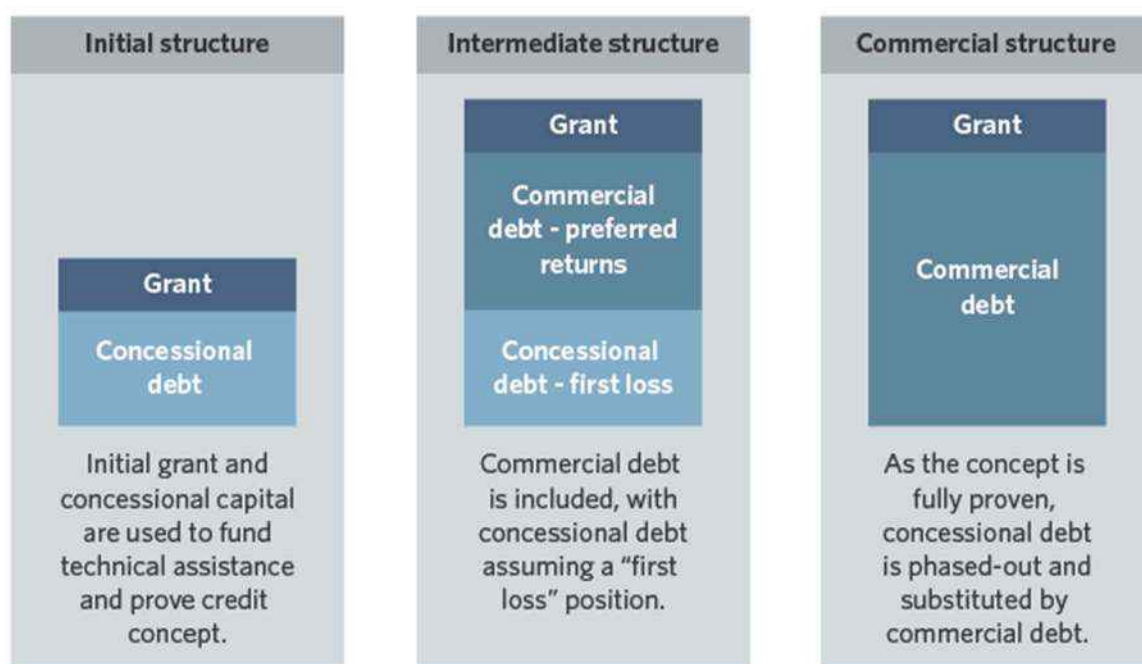 Initial structure
Grant
Concessional
debt
Initial grant and
concessional capital
are used to fund
technical assistance
and prove credit
concept.
Intermediate structure
Grant
Commercial
debt - preferred
returns
Concessional
debt - first loss
Commercial debt
is included, with
concessional debt
assuming a “first
loss” position.
Commercial structure
Grant
Commercial
debt
As the concept is
fully proven,
concessional debt
is phased-out and
substituted by
commercial debt.